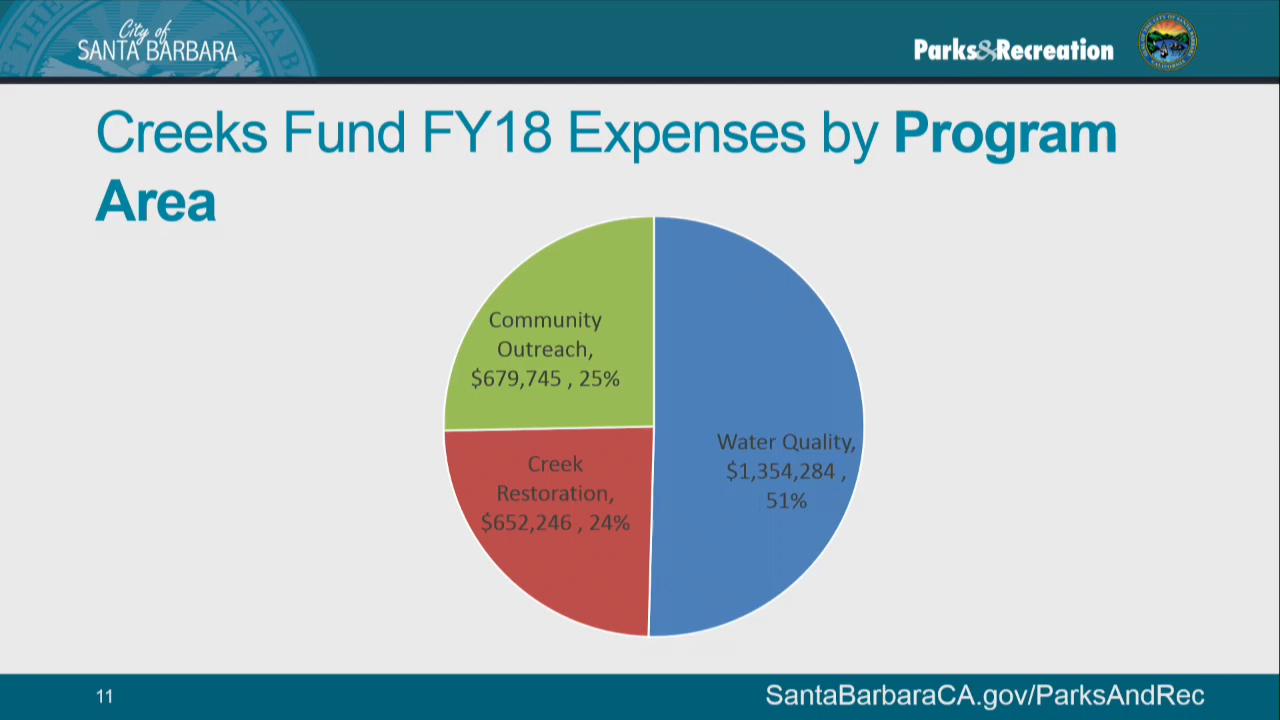 City of
SANTA BARBARA
Parks&Recreation
Creeks Fund FY18 Expenses by Program
Area
Community
Outreach,
$679,745 , 25%
Water Quality,
$1,354,284 ,
51%
Creek
Restoration,
$652,246 , 24%
11
SantaBarbaraCA.gov/ParksAndRec